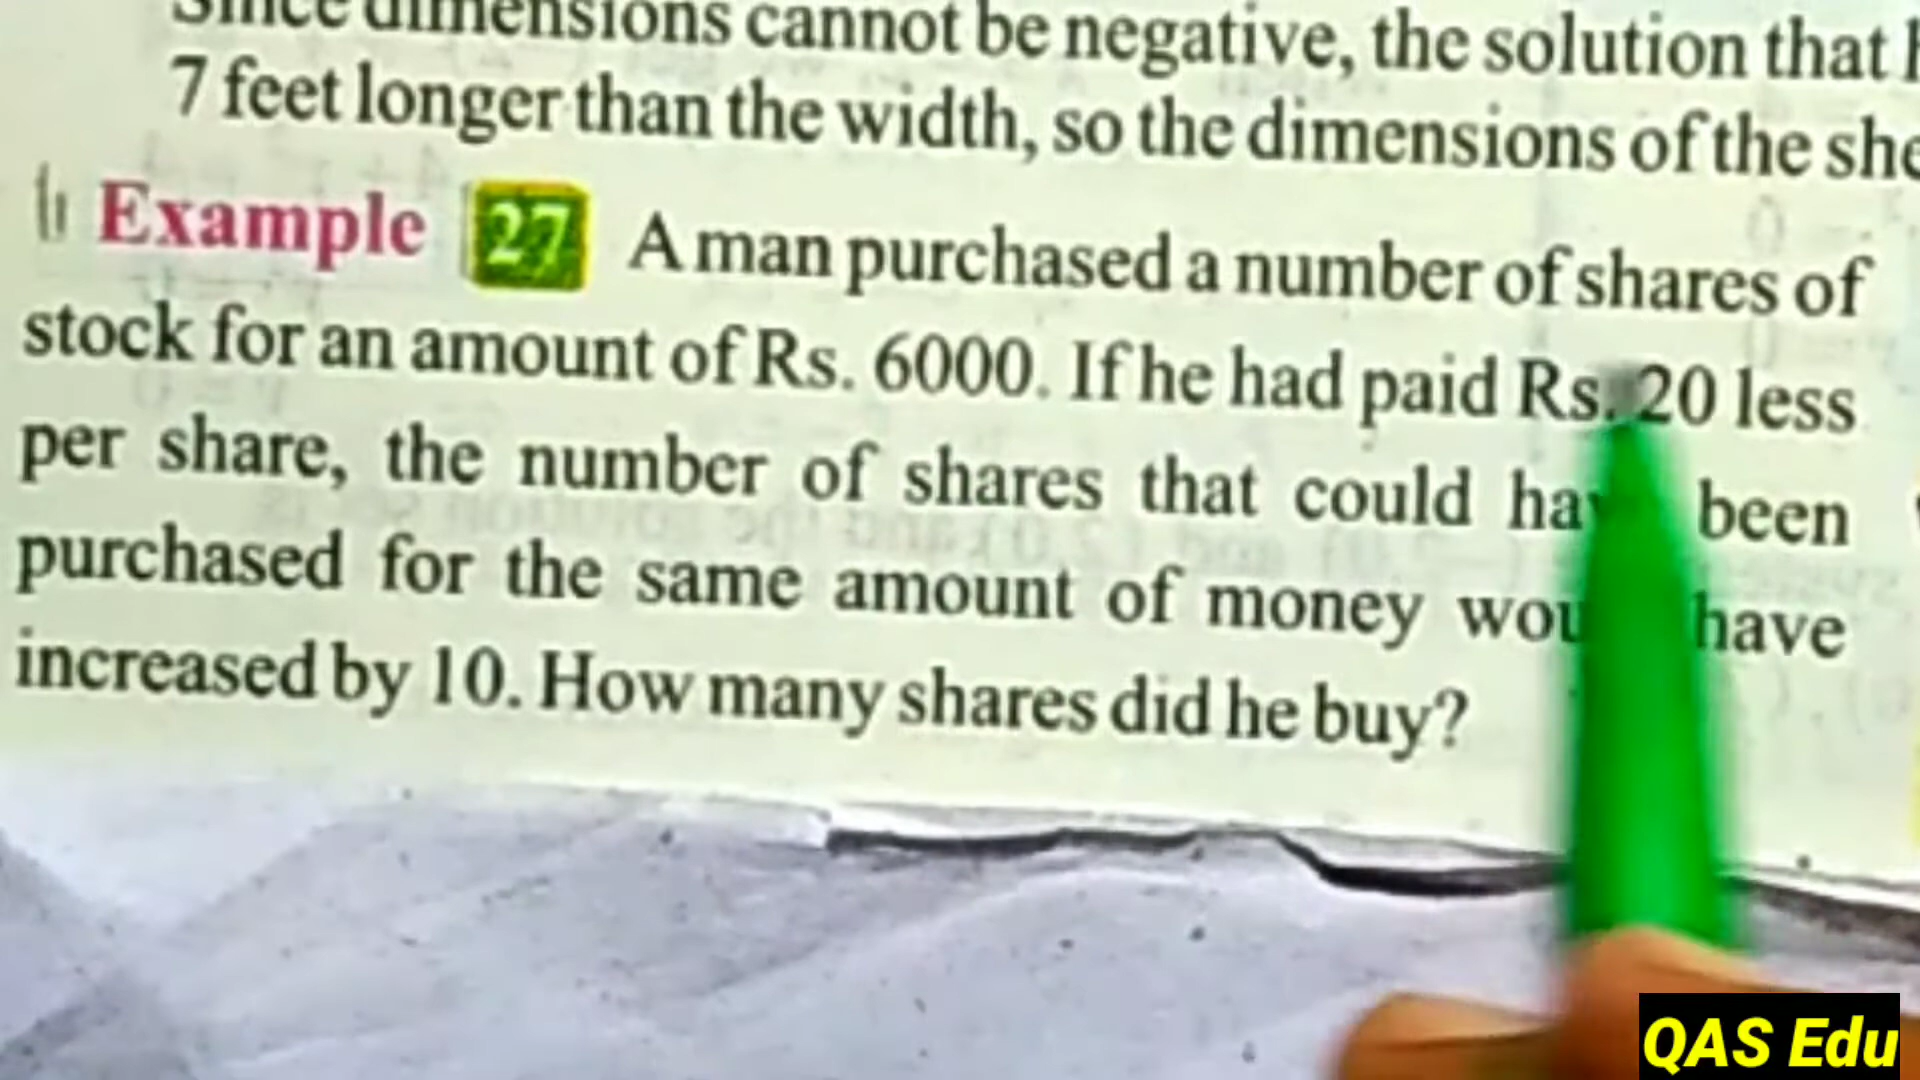 Since dimensions cannot be negative, the solution that
7 feet longer than the width, so the dimensions of the
Example 27 A man purchased a number of shares of
stock for an amount of Rs. 6000. If he had paid Rs. 20 less
per share, the number of shares that could been
purchased for the same amount of money have
increased by 10. How many shares did he buy?
QAS Edu